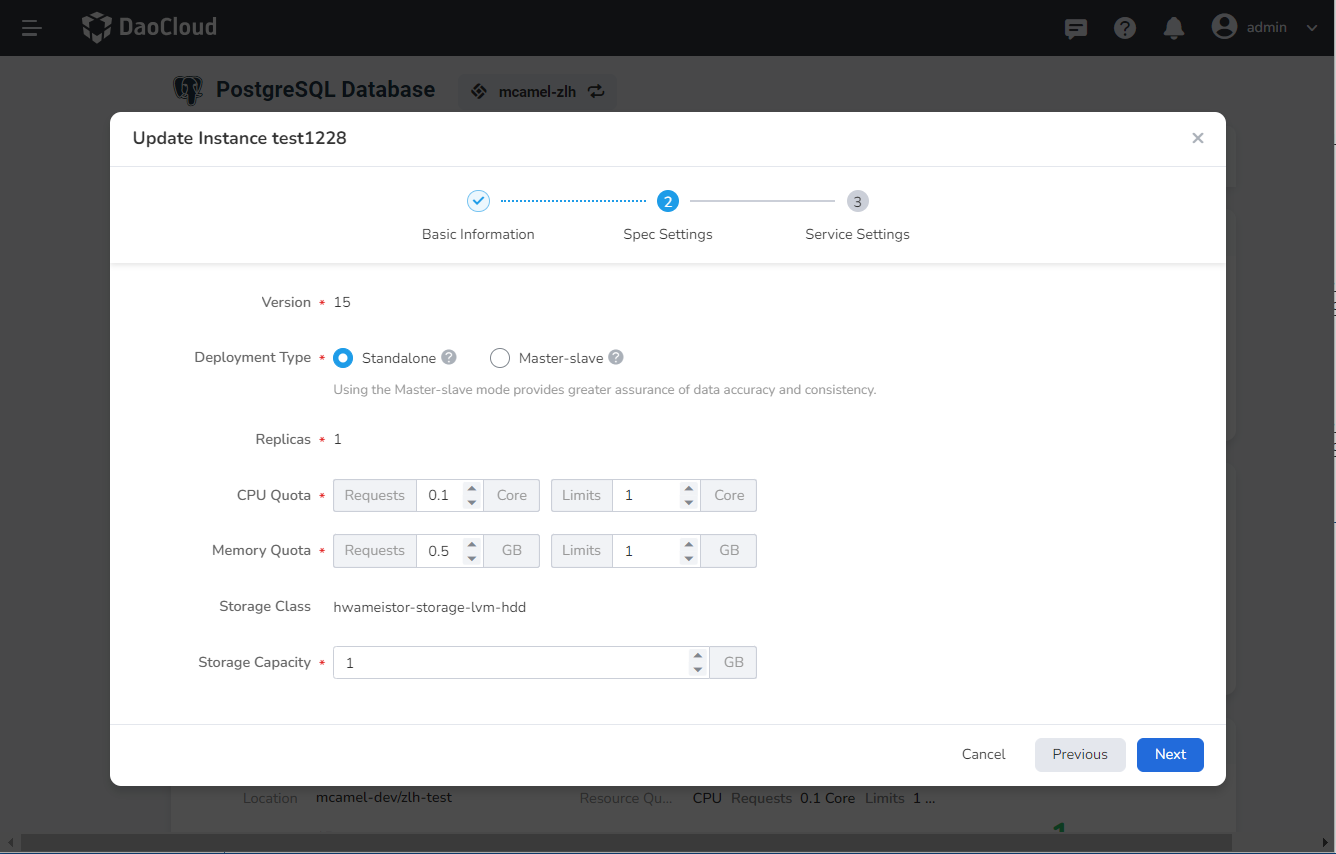 DaoCloud
admin
PostgreSQL Database
mcamel-zlh
Update Instance test1228
2
3
Basic Information
Spec Settings
Service Settings
Version * 15
Deployment Type * Standalone ? Master-slave ?
Using the Master-slave mode provides greater assurance of data accuracy and consistency.
Replicas * 1
CPU Quota * Requests 0.1 Core Limits 1 Core
Memory Quota * Requests 0.5 GB Limits 1 GB
Storage Class hwameistor-storage-lvm-hdd
Storage Capacity * 1 GB
Cancel
Previous
Next
Location mcamel-dev/zlh-test Resource Qu... CPU Requests 0.1 Core Limits 1 ...